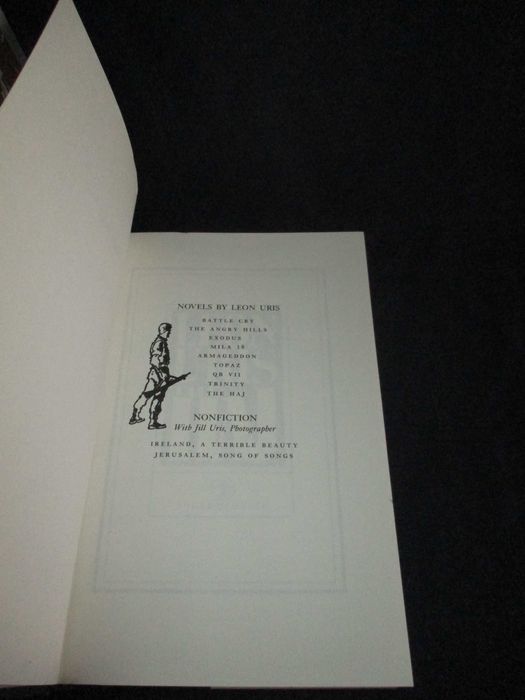 NOVELS BY LEON URIS
BATTLE CRY
THE ANGRY HILLS
EXODUS
MILA 18
ARMAGEDDON
TOPAZ
QB VII
TRINITY
THE HAJ
NONFICTION
With Jill Uris, Photographer
IRELAND, A TERRIBLE BEAUTY
JERUSALEM, SONG OF SONGS